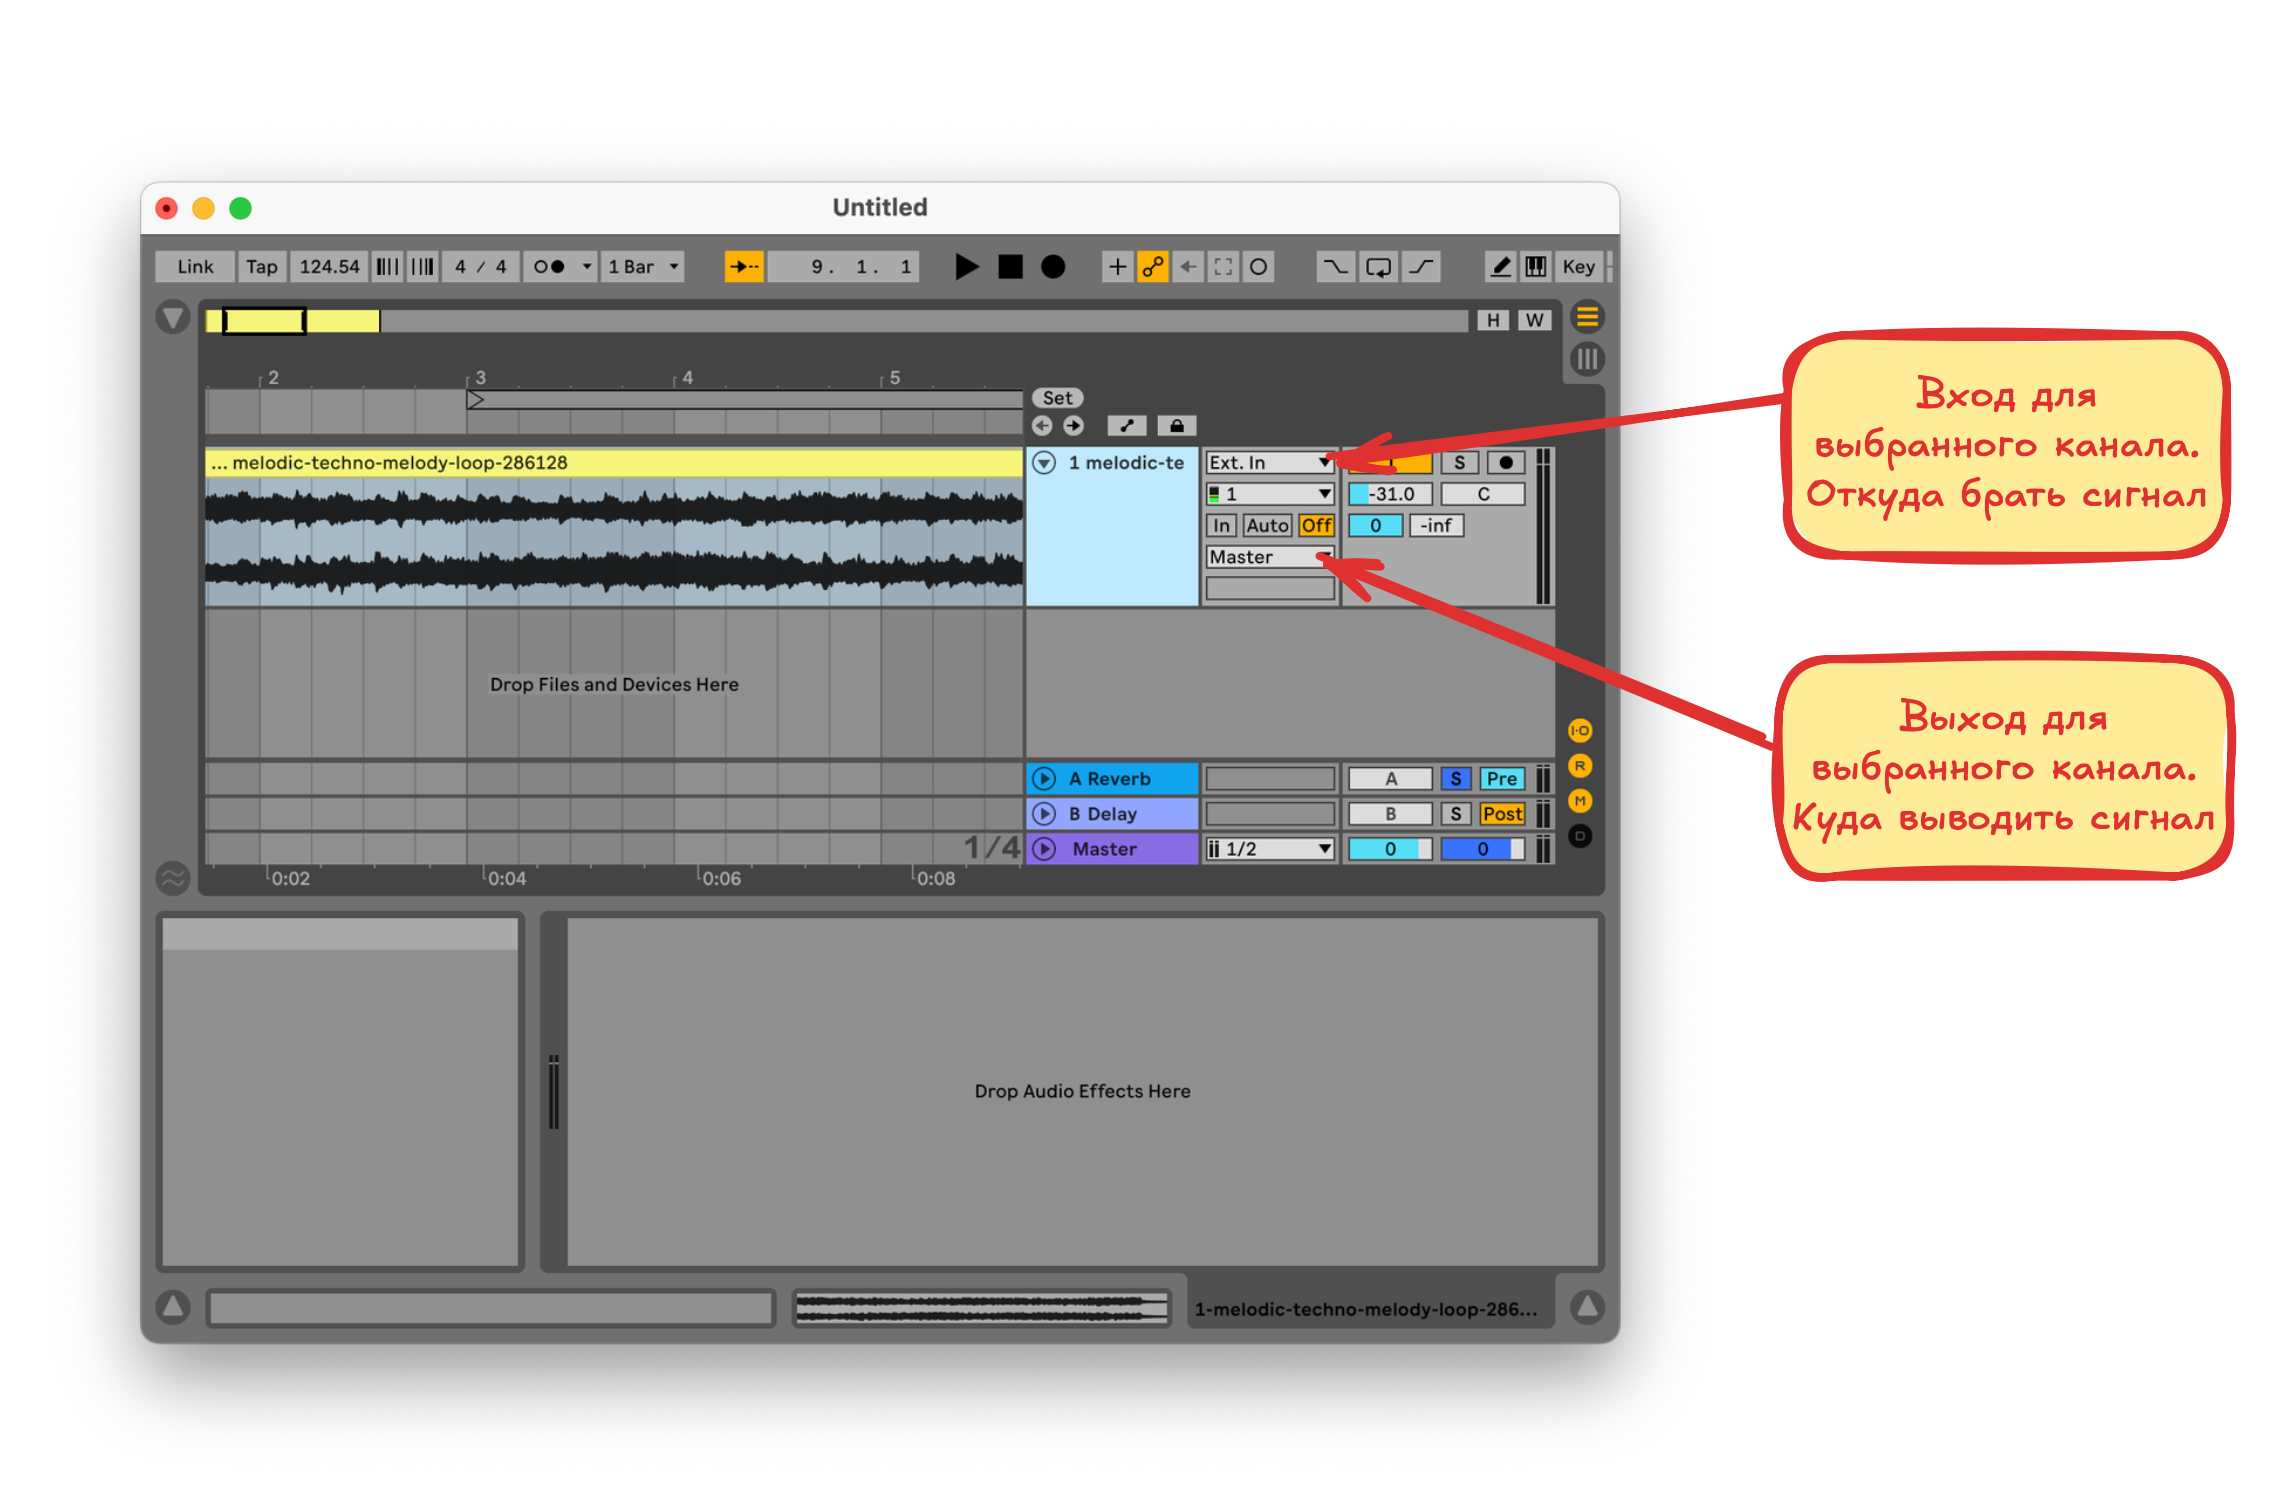 Untitled
Link Tap 124.54 4 / 4 1 Bar 9. 1. 1 Key
H W
2 3 4 5
Set
... melodic-techno-melody-loop-286128
1 melodic-te Ext. In S
1 -31.0 C
In Auto Off 0 -inf
Master
Drop Files and Devices Here
I·O
A Reverb A S Pre
R
B Delay B S Post
M
1/4 Master 1/2 0 0
D
0:02 0:04 0:06 0:08
Drop Audio Effects Here
1-melodic-techno-melody-loop-286...
Вход для
выбранного канала.
Откуда брать сигнал
Выход для
выбранного канала.
Куда выводить сигнал